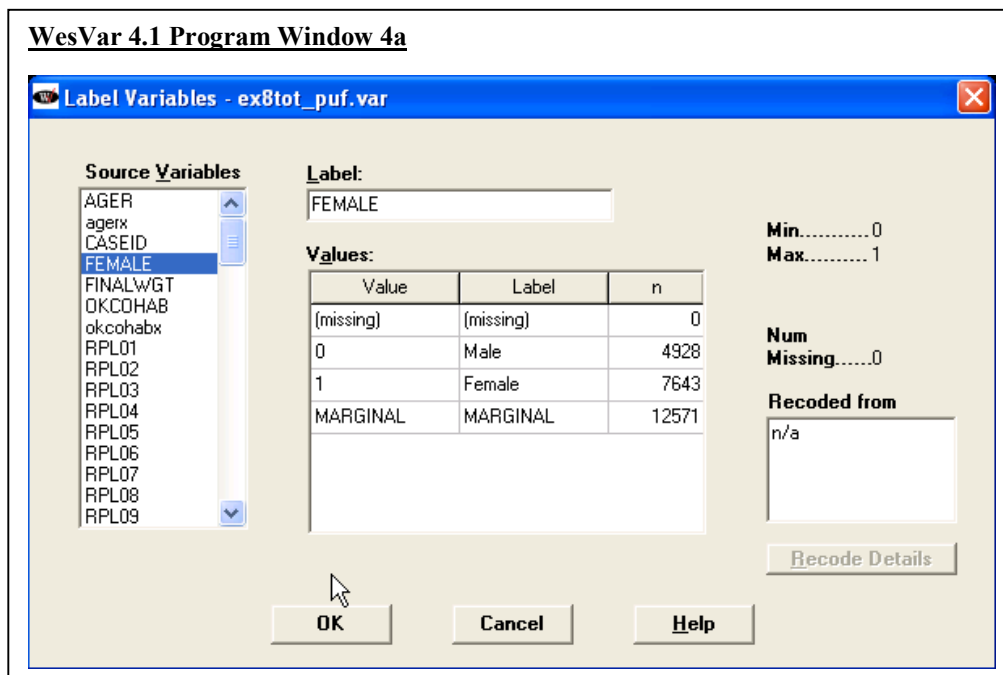 WesVar 4.1 Program Window 4a
W Label Variables - ex8tot_puf.var
Source Variables
AGER
agerx
CASEID
FEMALE
FINALWGT
OKCOHAB
okcohabx
RPL01
RPL02
RPL03
RPL04
RPL05
RPL06
RPL07
RPL08
RPL09
Label:
FEMALE
Values:
Value Label n
(missing) (missing) 0
0 Male 4928
1 Female 7643
MARGINAL MARGINAL 12571
Min...........0
Max..........1
Num
Missing......0
Recoded from
n/a
Recode Details
OK Cancel Help